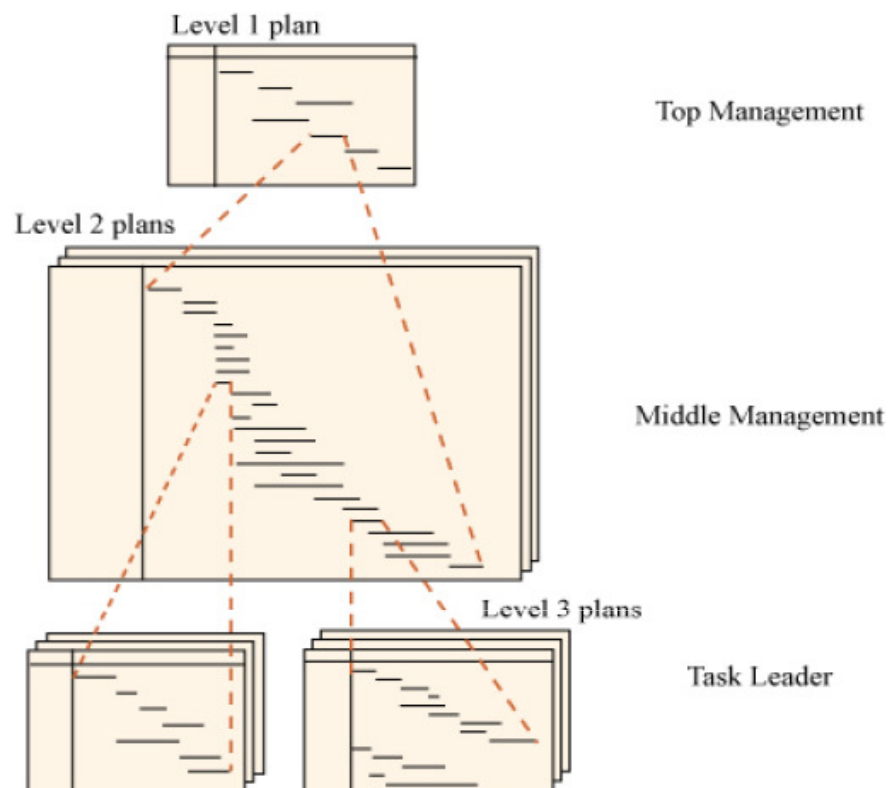 Level 1 plan
Top Management
Level 2 plans
Middle Management
Level 3 plans
Task Leader